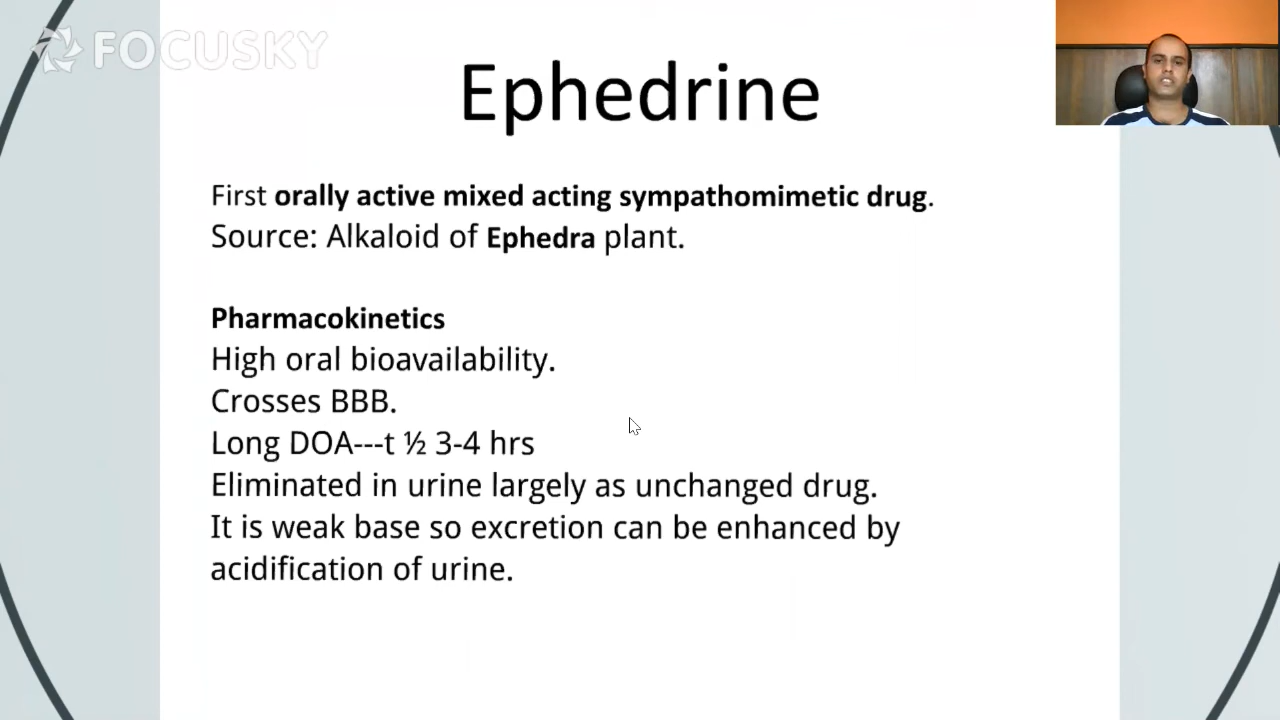 FOCUSKY
Ephedrine
First orally active mixed acting sympathomimetic drug.
Source: Alkaloid of Ephedra plant.
Pharmacokinetics
High oral bioavailability.
Crosses BBB.
Long DOA---t ½ 3-4 hrs
Eliminated in urine largely as unchanged drug.
It is weak base so excretion can be enhanced by
acidification of urine.